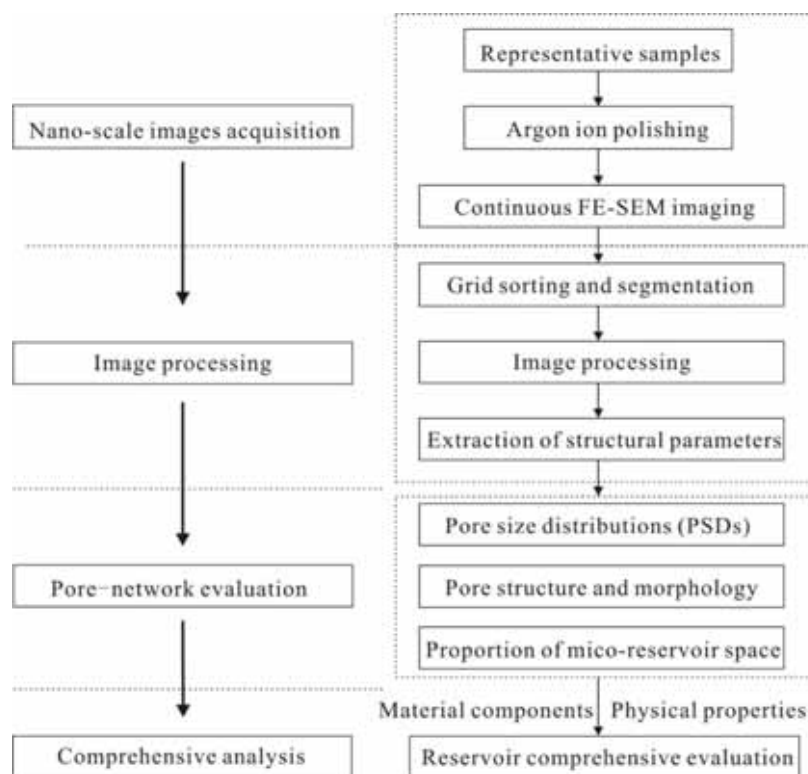 Representative samples
Nano-scale images acquisition
Argon ion polishing
Continuous FE-SEM imaging
Grid sorting and segmentation
Image processing
Image processing
Extraction of structural parameters
Pore size distributions (PSDs)
Pore-network evaluation
Pore structure and morphology
Proportion of mico-reservoir space
Material components
Physical properties
Comprehensive analysis
Reservoir comprehensive evaluation